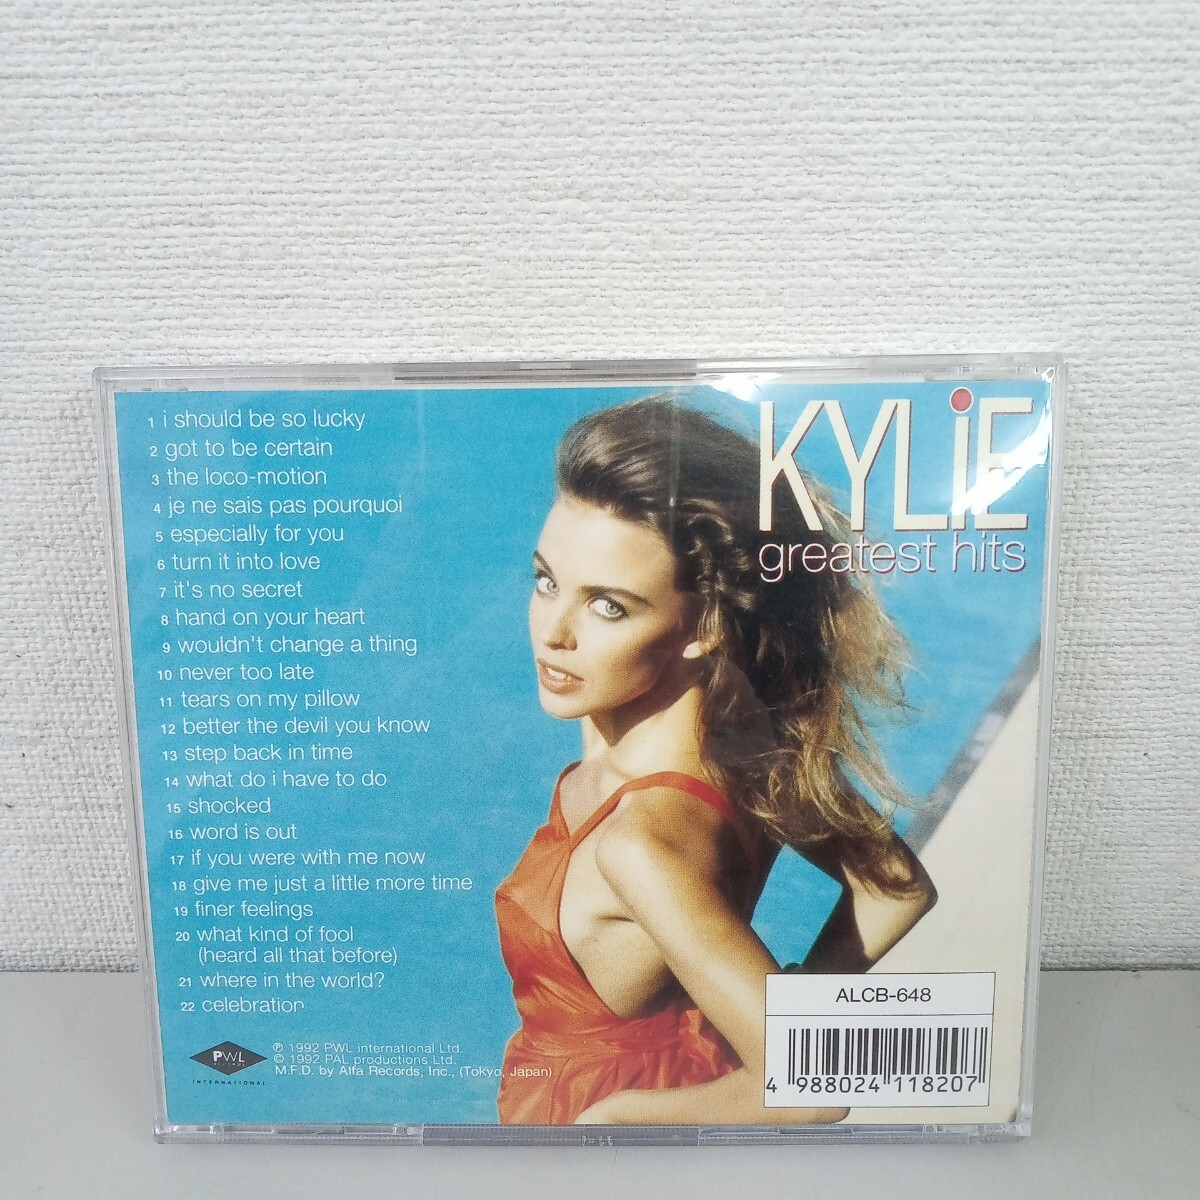 KYLiE
greatest hits
1 i should be so lucky
2 got to be certain
3 the loco-motion
4 je ne sais pas pourquoi
5 especially for you
6 turn it into love
7 it's no secret
8 hand on your heart
9 wouldn't change a thing
10 never too late
11 tears on my pillow
12 better the devil you know
13 step back in time
14 what do i have to do
15 shocked
16 word is out
17 if you were with me now
18 give me just a little more time
19 finer feelings
20 what kind of fool
(heard all that before)
21 where in the world?
22 celebration
PWL
RECORDS
INTERNATIONAL
℗ 1992 PWL international Ltd.
© 1992 PAL productions Ltd.
M.F.D. by Alfa Records, Inc., (Tokyo, Japan)
ALCB-648
4 988024 118207